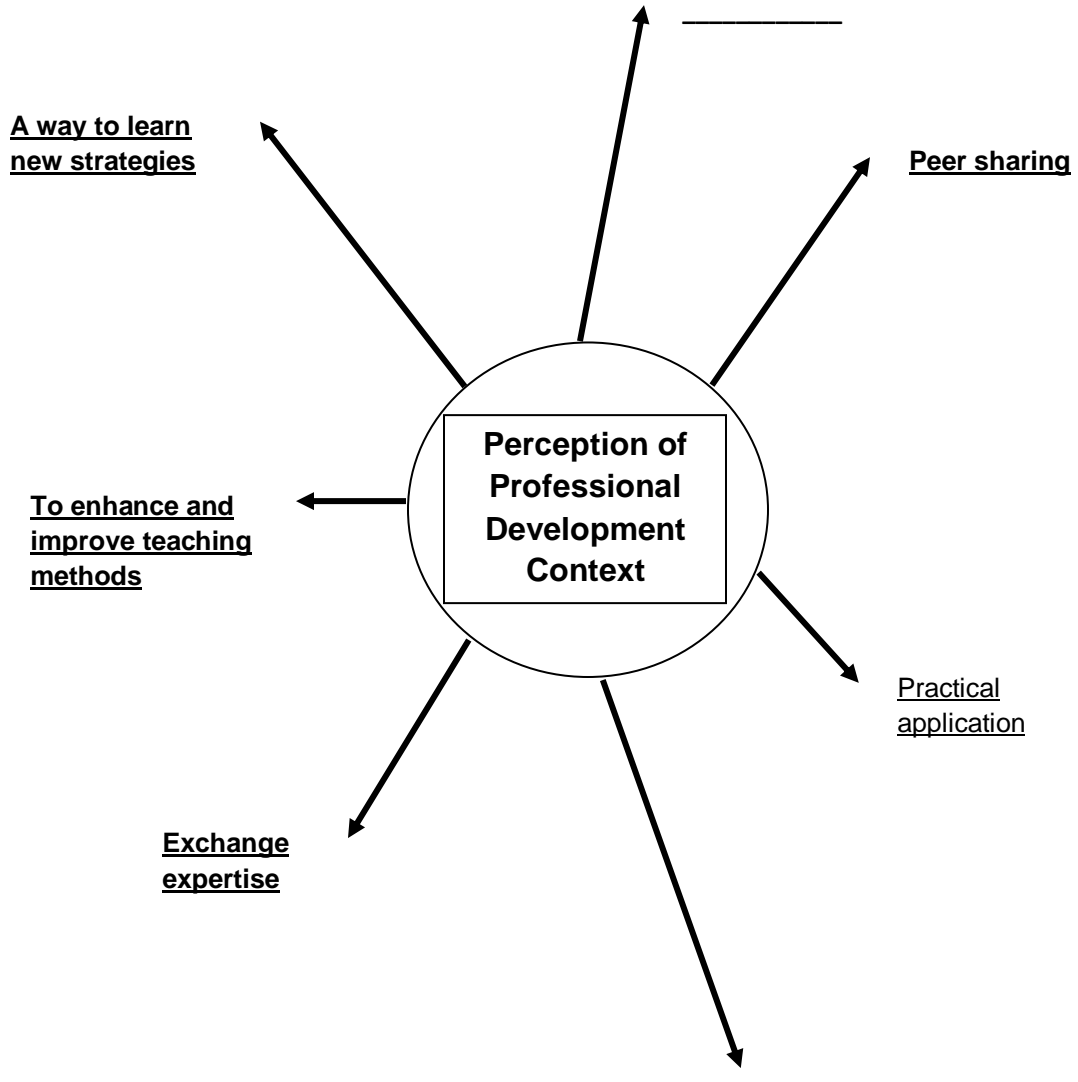 ____________
A way to learn
new strategies
Peer sharing
Perception of
Professional
Development
Context
To enhance and
improve teaching
methods
Practical
application
Exchange
expertise